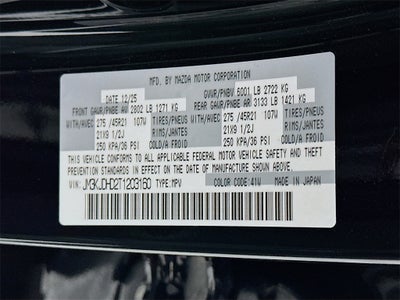 MFD. BY MAZDA MOTOR CORPORATION
DATE 12/25 GVWR/PNBV 6001 LB 2722 KG
FRONT GAWR/PNBE AV 2802 LB 1271 KG REAR GAWR/PNBE AR 3133 LB 1421 KG
WITH/AVEC 275 /45R21 107W TIRES/PNEUS WITH/AVEC 275 /45R21 107W TIRES/PNEUS
21X9 1/2J RIMS/JANTES 21X9 1/2J RIMS/JANTES
250 KPA/36 PSI COLD/A FROID 250 KPA/36 PSI COLD/A FROID
THIS VEHICLE CONFORMS TO ALL APPLICABLE FEDERAL MOTOR VEHICLE SAFETY
STANDARDS IN EFFECT ON THE DATE OF MANUFACTURE SHOWN ABOVE.
VIN: JM3KJDHD2T1203160 TYPE:MPV COLOR CODE: 41V MADE IN JAPAN